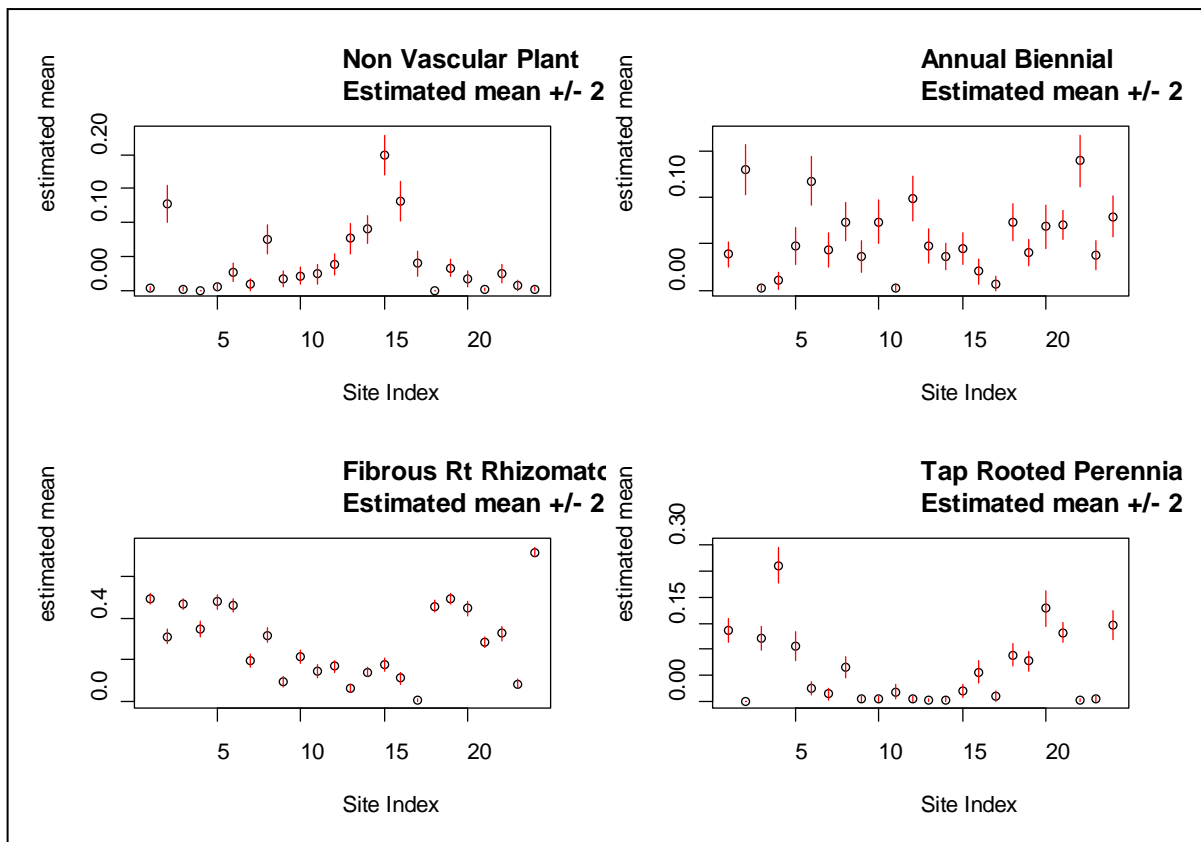 Non Vascular Plant
Estimated mean +/- 2
estimated mean
0.00 0.10 0.20
5 10 15 20
Site Index
Annual Biennial
Estimated mean +/- 2
estimated mean
0.00 0.10
5 10 15 20
Site Index
Fibrous Rt Rhizomato
Estimated mean +/- 2
estimated mean
0.0 0.4
5 10 15 20
Site Index
Tap Rooted Perennia
Estimated mean +/- 2
estimated mean
0.00 0.15 0.30
5 10 15 20
Site Index